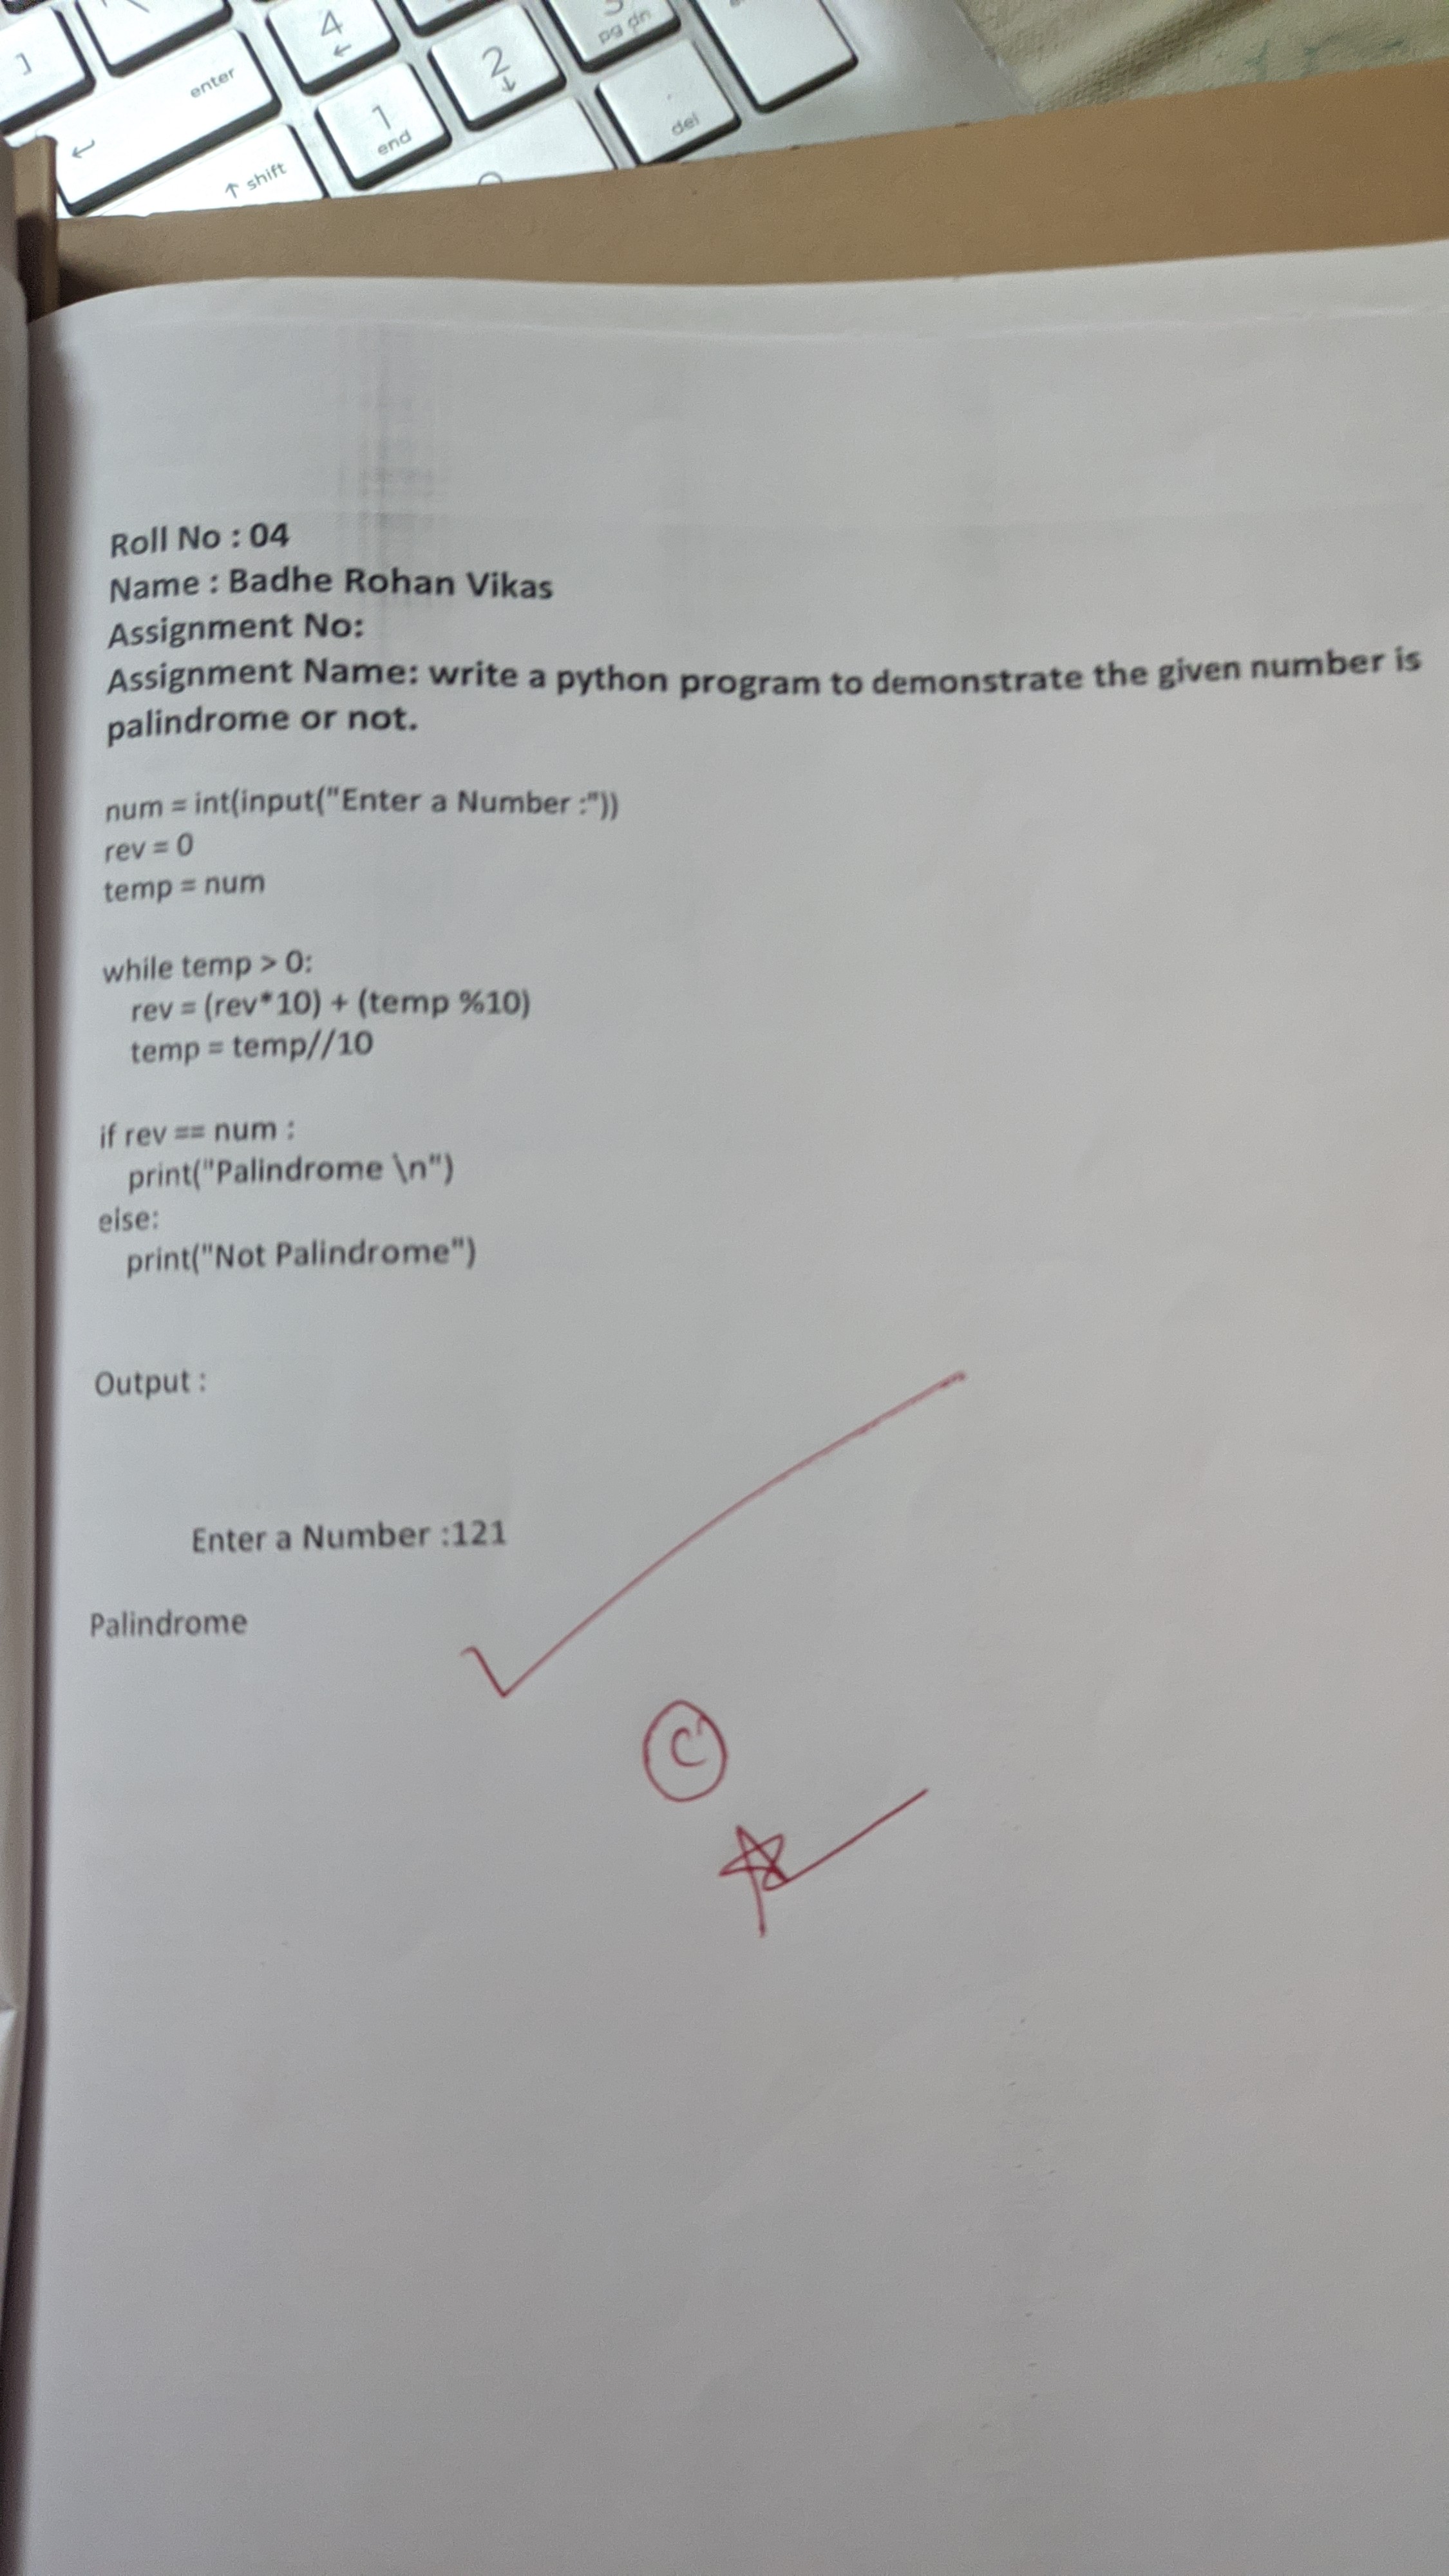 ]
enter
↵
↑ shift
4
←
1
end
2
↓
pg dn
del
Roll No : 04
Name : Badhe Rohan Vikas
Assignment No:
Assignment Name: write a python program to demonstrate the given number is
palindrome or not.
num = int(input("Enter a Number :"))
rev = 0
temp = num
while temp > 0:
rev = (rev*10) + (temp %10)
temp = temp//10
if rev == num :
print("Palindrome \n")
else:
print("Not Palindrome")
Output :
Enter a Number :121
Palindrome
C